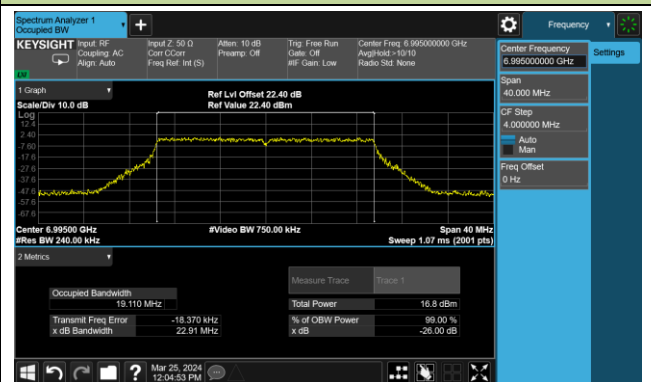 Spectrum Analyzer 1
Occupied BW
Frequency
KEYSIGHT
Input: RF
Coupling: AC
Align: Auto
Input Z: 50 Ω
Corr CCorr
Freq Ref: Int (S)
Atten: 10 dB
Preamp: Off
Trig: Free Run
Gate: Off
#IF Gain: Low
Center Freq: 6.995000000 GHz
Avg|Hold:>10/10
Radio Std: None
Center Frequency
6.995000000 GHz
Settings
Span
40.000 MHz
CF Step
4.000000 MHz
Auto
Man
Freq Offset
0 Hz
1 Graph
Scale/Div 10.0 dB
Ref Lvl Offset 22.40 dB
Ref Value 22.40 dBm
Log
12.4
2.40
-7.60
-17.6
-27.6
-37.6
-47.6
-57.6
-67.6
Center 6.99500 GHz
#Res BW 240.00 kHz
#Video BW 750.00 kHz
Span 40 MHz
Sweep 1.07 ms (2001 pts)
2 Metrics
Measure Trace
Trace 1
Occupied Bandwidth
19.110 MHz
Total Power
16.8 dBm
Transmit Freq Error
-18.370 kHz
% of OBW Power
99.00 %
x dB Bandwidth
22.91 MHz
x dB
-26.00 dB
?
Mar 25, 2024
12:04:53 PM